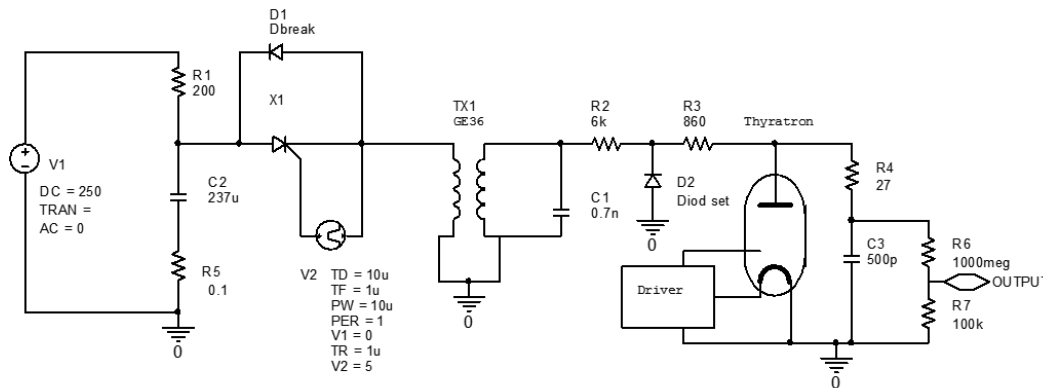 D1
Dbreak
R1
200
X1
V1
DC = 250
TRAN =
AC = 0
C2
237u
R5
0.1
0
V2
TD = 10u
TF = 1u
PW = 10u
PER = 1
V1 = 0
TR = 1u
V2 = 5
TX1
GE36
0
C1
0.7n
R2
6k
R3
860
D2
Diod set
0
Thyratron
Driver
R4
27
C3
500p
R6
1000meg
OUTPUT
R7
100k
0